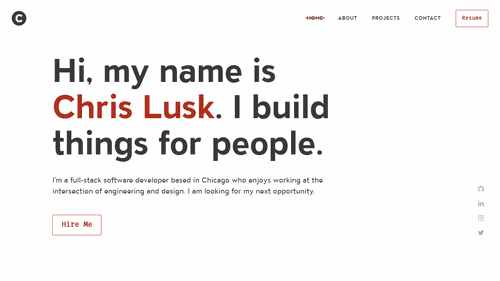 C
HOME ABOUT PROJECTS CONTACT Resume
Hi, my name is
Chris Lusk. I build
things for people.
I'm a full-stack software developer based in Chicago who enjoys working at the
intersection of engineering and design. I am looking for my next opportunity.
Hire Me
in